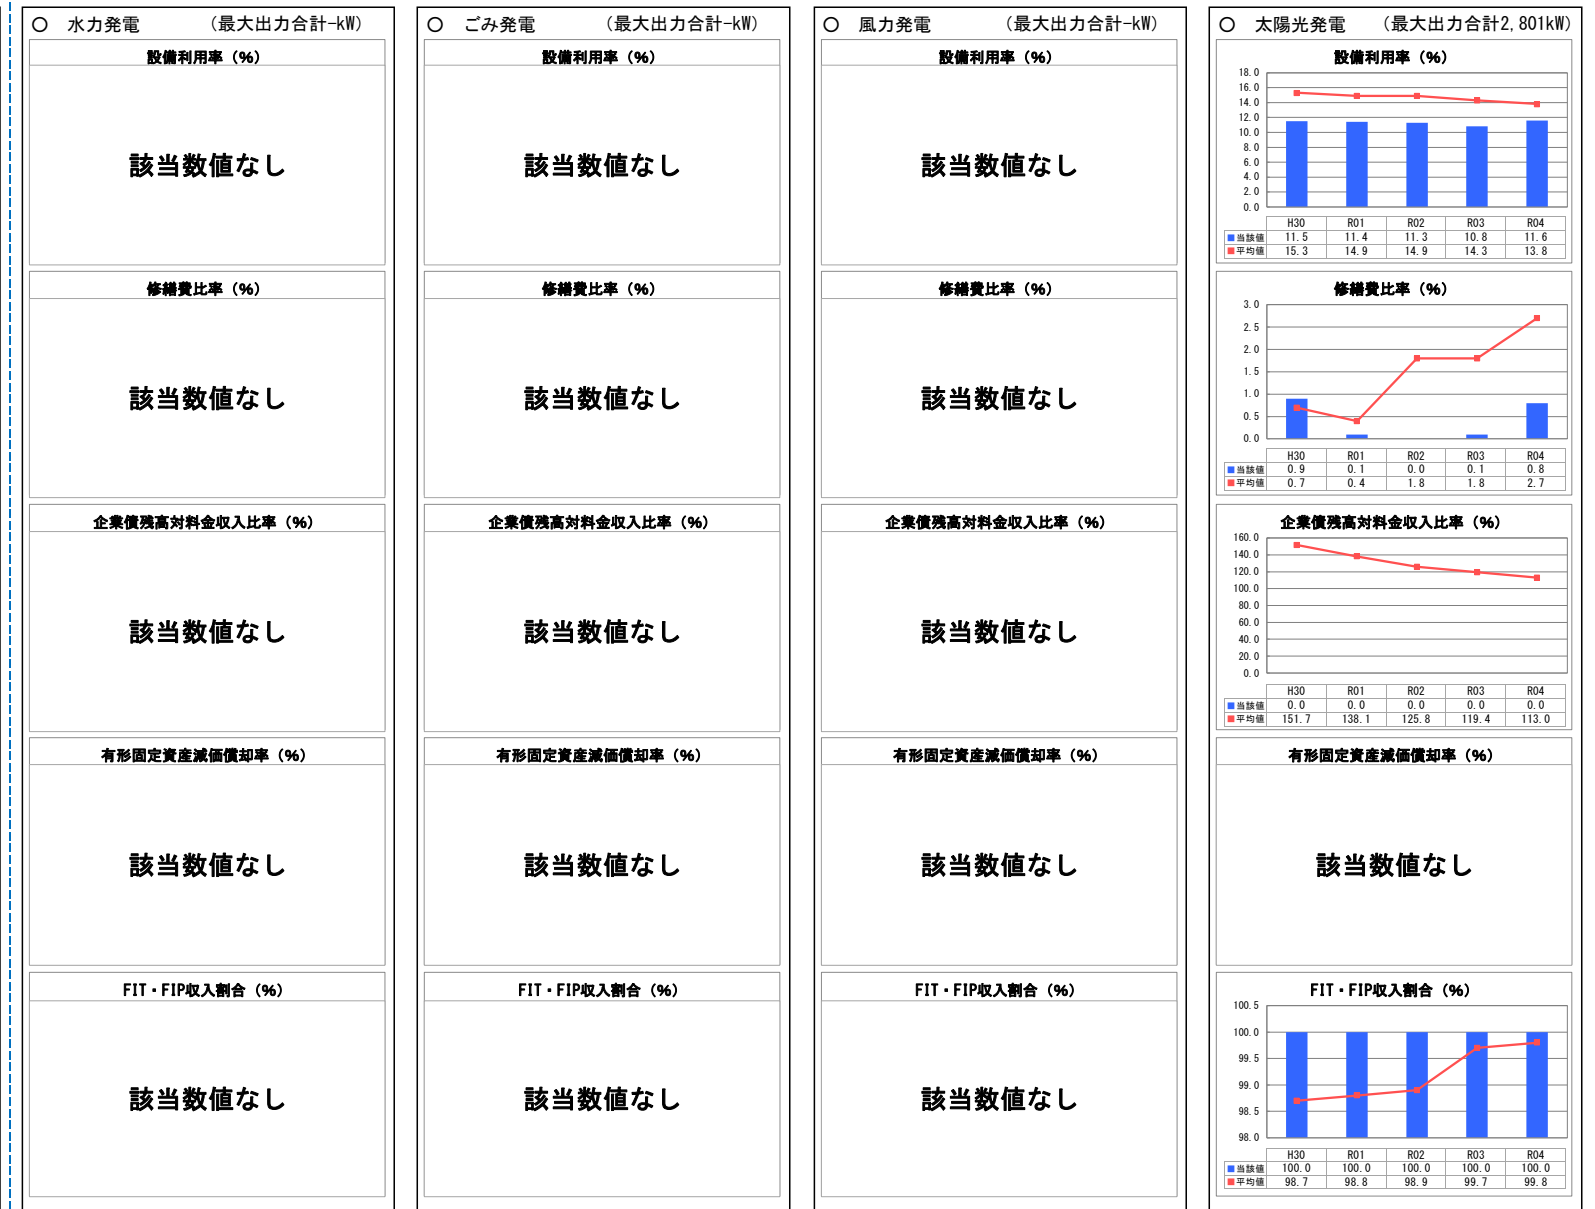 ○ 水力発電 （最大出力合計-kW）
設備利用率（%）
該当数値なし
修繕費比率（%）
該当数値なし
企業債残高対料金収入比率（%）
該当数値なし
有形固定資産減価償却率（%）
該当数値なし
FIT・FIP収入割合（%）
該当数値なし
○ ごみ発電 （最大出力合計-kW）
設備利用率（%）
該当数値なし
修繕費比率（%）
該当数値なし
企業債残高対料金収入比率（%）
該当数値なし
有形固定資産減価償却率（%）
該当数値なし
FIT・FIP収入割合（%）
該当数値なし
○ 風力発電 （最大出力合計-kW）
設備利用率（%）
該当数値なし
修繕費比率（%）
該当数値なし
企業債残高対料金収入比率（%）
該当数値なし
有形固定資産減価償却率（%）
該当数値なし
FIT・FIP収入割合（%）
該当数値なし
○ 太陽光発電 （最大出力合計2,801kW）
設備利用率（%）
18.0
16.0
14.0
12.0
10.0
8.0
6.0
4.0
2.0
0.0
H30 R01 R02 R03 R04
当該値 11.5 11.4 11.3 10.8 11.6
平均値 15.3 14.9 14.9 14.3 13.8
修繕費比率（%）
3.0
2.5
2.0
1.5
1.0
0.5
0.0
H30 R01 R02 R03 R04
当該値 0.9 0.1 0.0 0.1 0.8
平均値 0.7 0.4 1.8 1.8 2.7
企業債残高対料金収入比率（%）
160.0
140.0
120.0
100.0
80.0
60.0
40.0
20.0
0.0
H30 R01 R02 R03 R04
当該値 0.0 0.0 0.0 0.0 0.0
平均値 151.7 138.1 125.8 119.4 113.0
有形固定資産減価償却率（%）
該当数値なし
FIT・FIP収入割合（%）
100.5
100.0
99.5
99.0
98.5
98.0
H30 R01 R02 R03 R04
当該値 100.0 100.0 100.0 100.0 100.0
平均値 98.7 98.8 98.9 99.7 99.8